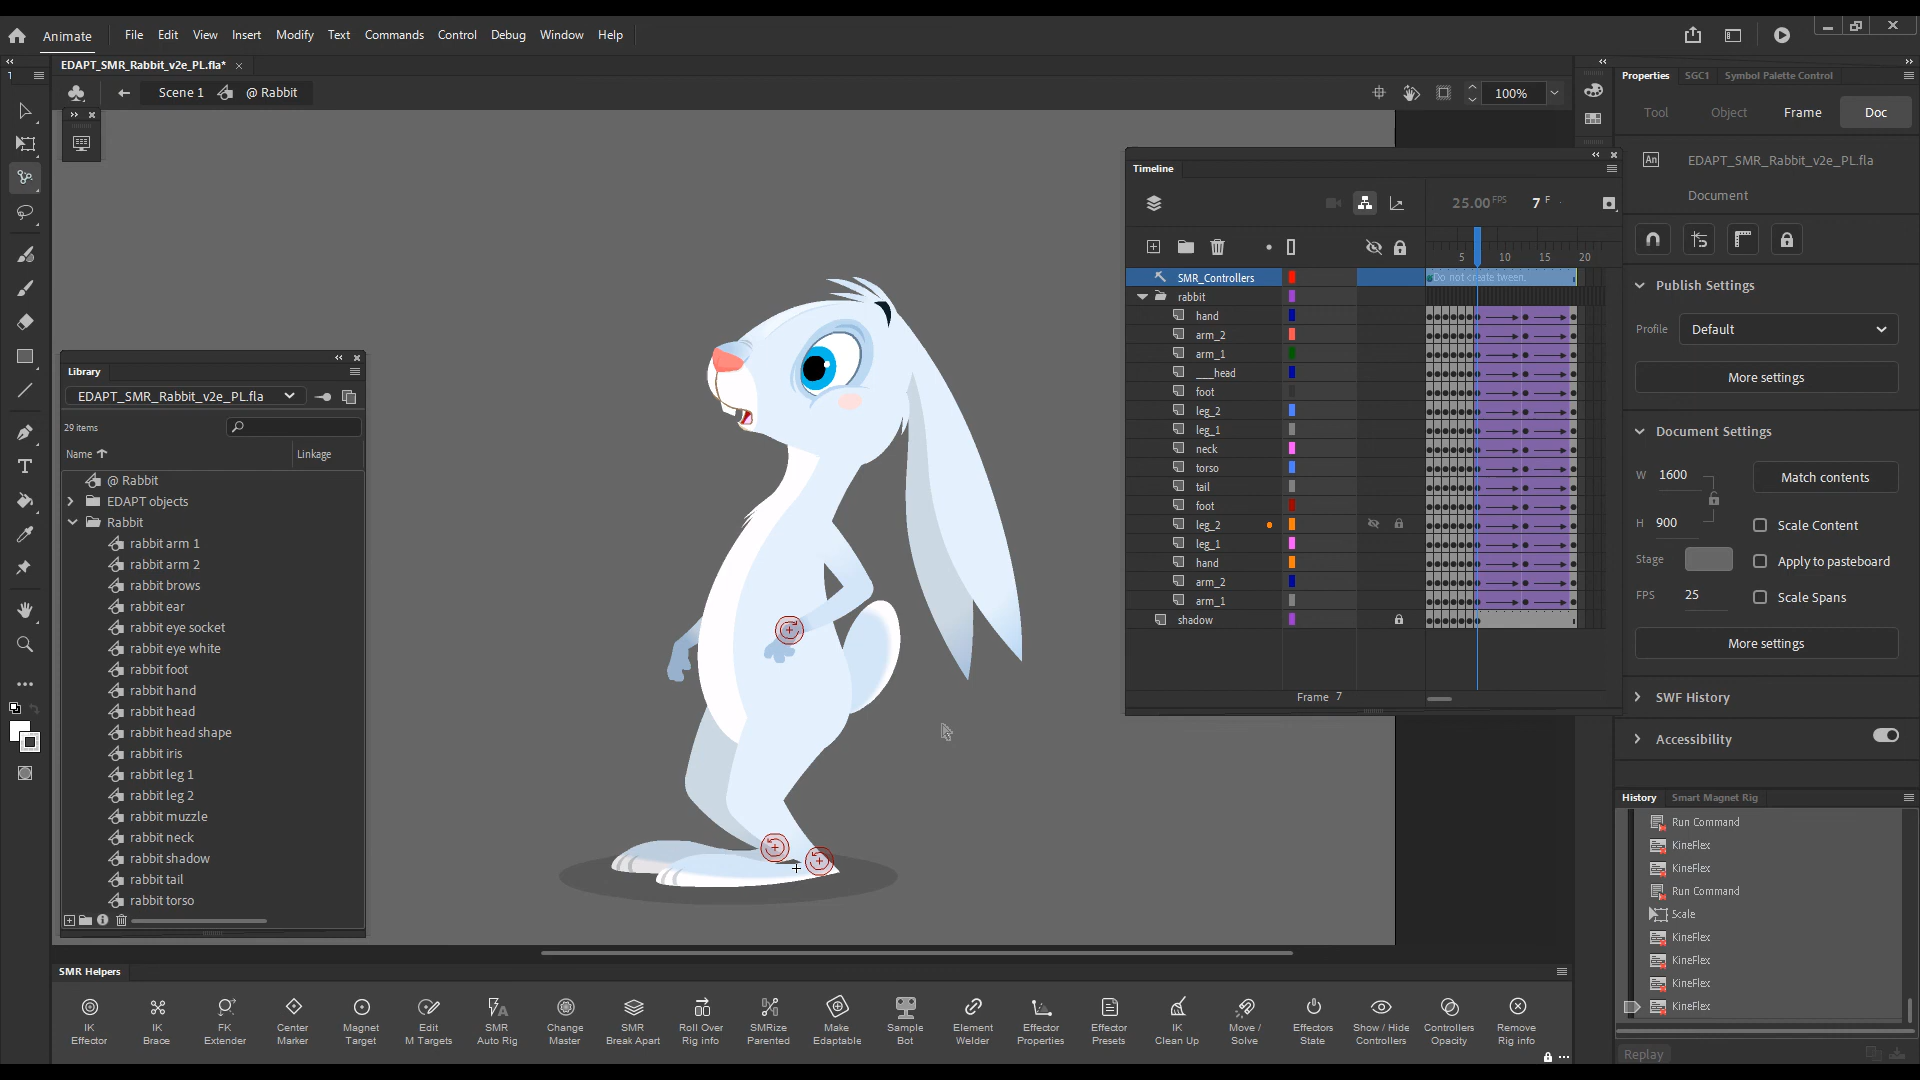 Animate File Edit View Insert Modify Text Commands Control Debug Window Help
EDAPT_SMR_Rabbit_v2e_PL.fla*
Scene 1 @ Rabbit 100%
Library
EDAPT_SMR_Rabbit_v2e_PL.fla
29 items
Name Linkage
@ Rabbit
EDAPT objects
Rabbit
rabbit arm 1
rabbit arm 2
rabbit brows
rabbit ear
rabbit eye socket
rabbit eye white
rabbit foot
rabbit hand
rabbit head
rabbit head shape
rabbit iris
rabbit leg 1
rabbit leg 2
rabbit muzzle
rabbit neck
rabbit shadow
rabbit tail
rabbit torso
Timeline
25.00 FPS 7 F
5 10 15 20
SMR_Controllers Do not create tween.
rabbit
hand
arm_2
arm_1
___head
foot
leg_2
leg_1
neck
torso
tail
foot
leg_2
leg_1
hand
arm_2
arm_1
shadow
Frame 7
Properties SGC1 Symbol Palette Control
Tool Object Frame Doc
An EDAPT_SMR_Rabbit_v2e_PL.fla
Document
Publish Settings
Profile Default
More settings
Document Settings
W 1600 Match contents
H 900 Scale Content
Stage Apply to pasteboard
FPS 25 Scale Spans
More settings
SWF History
Accessibility
History Smart Magnet Rig
Run Command
KineFlex
KineFlex
Run Command
Scale
KineFlex
KineFlex
KineFlex
KineFlex
Replay
SMR Helpers
IK Effector
IK Brace
FK Extender
Center Marker
Magnet Target
Edit M Targets
SMR Auto Rig
Change Master
SMR Break Apart
Roll Over Rig info
SMRize Parented
Make Adaptable
Sample Bot
Element Welder
Effector Properties
Effector Presets
IK Clean Up
Move / Solve
Effectors State
Show / Hide Controllers
Controllers Opacity
Remove Rig info